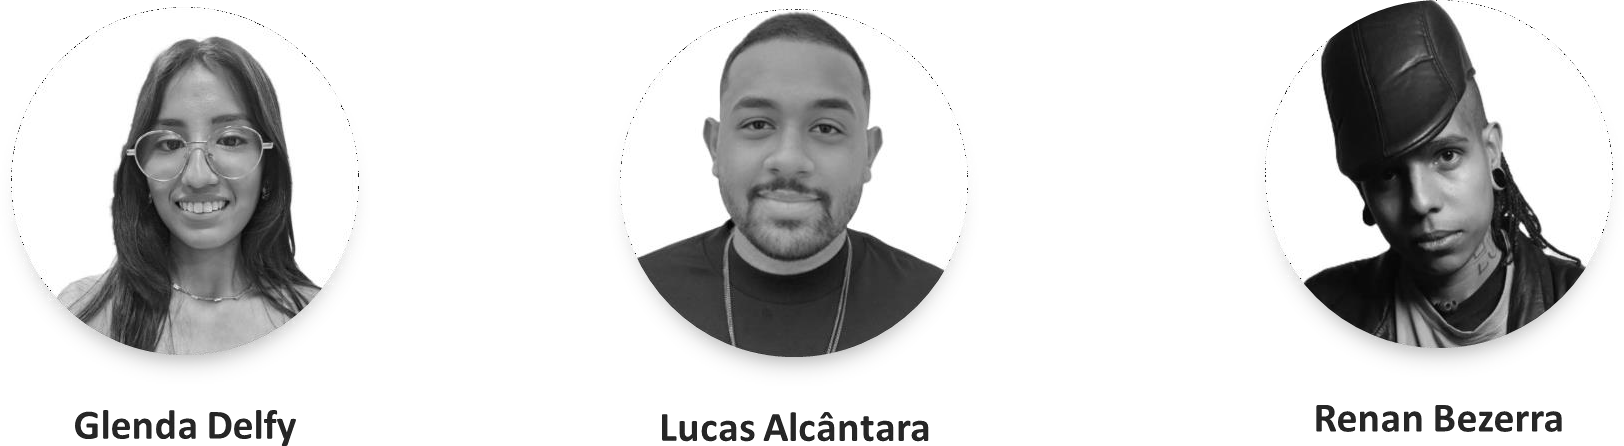 Glenda Delfy
Lucas Alcântara
Renan Bezerra